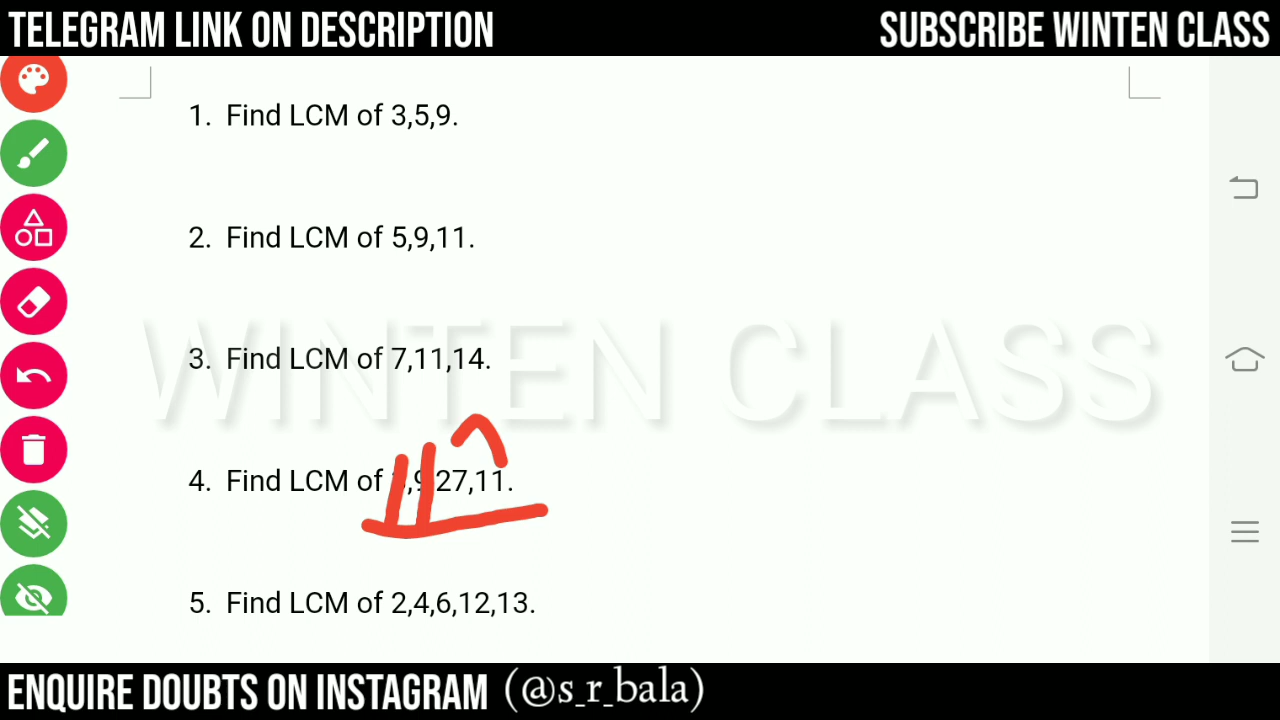 TELEGRAM LINK ON DESCRIPTION SUBSCRIBE WINTEN CLASS
1. Find LCM of 3,5,9.
2. Find LCM of 5,9,11.
WINTEN CLASS
3. Find LCM of 7,11,14.
4. Find LCM of ,9,27,11.
5. Find LCM of 2,4,6,12,13.
ENQUIRE DOUBTS ON INSTAGRAM (@s_r_bala)